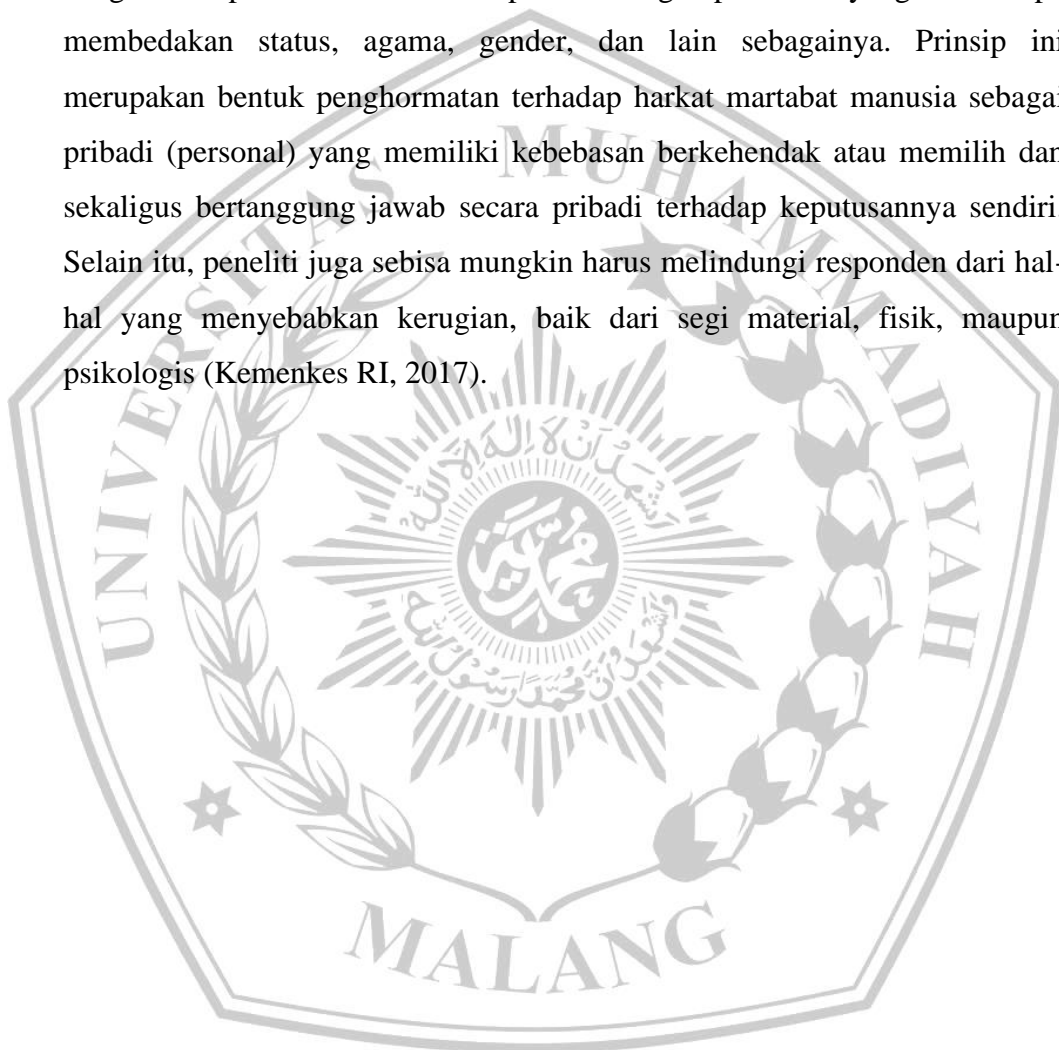 membedakan status, agama, gender, dan lain sebagainya. Prinsip ini
merupakan bentuk penghormatan terhadap harkat martabat manusia sebagai
pribadi (personal) yang memiliki kebebasan berkehendak atau memilih dan
sekaligus bertanggung jawab secara pribadi terhadap keputusannya sendiri.
Selain itu, peneliti juga sebisa mungkin harus melindungi responden dari hal-
hal yang menyebabkan kerugian, baik dari segi material, fisik, maupun
psikologis (Kemenkes RI, 2017).
UNIVERSITAS MUHAMMADIYAH
MALANG